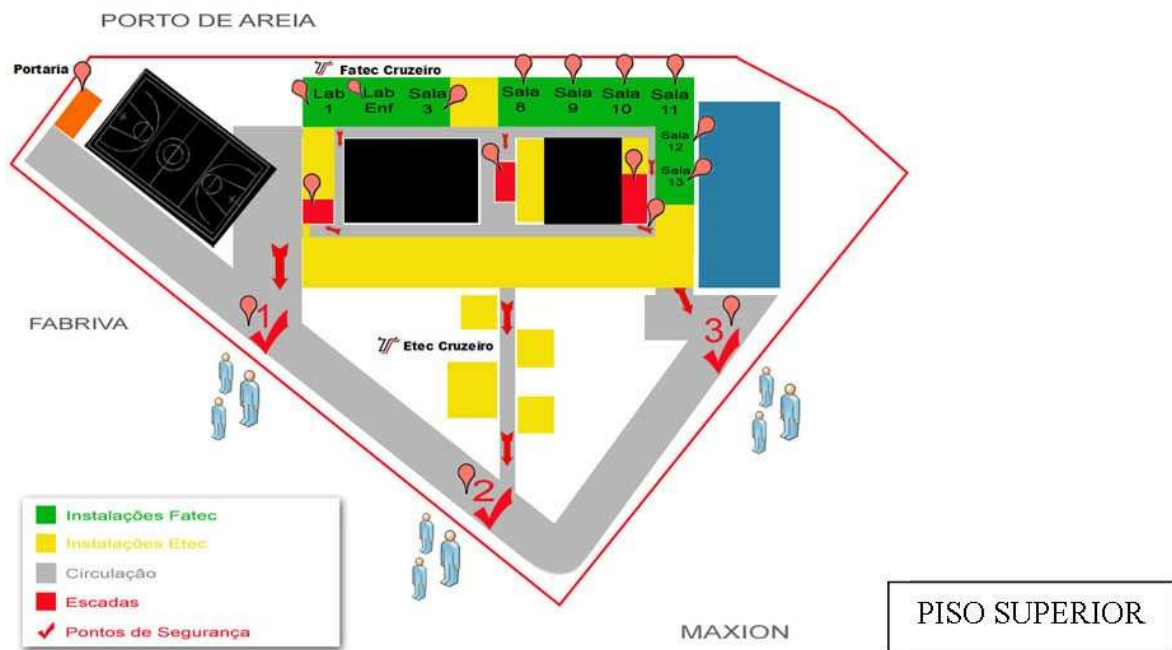 PORTO DE AREIA
Portaria
Fatec Cruzeiro
Lab
1
Lab
Enf
Sala
3
Sala
8
Sala
9
Sala
10
Sala
11
Sala
12
Sala
13
FABRIVA
1
Etec Cruzeiro
3
2
Instalações Fatec
Instalações Etec
Circulação
Escadas
Pontos de Segurança
MAXION
PISO SUPERIOR